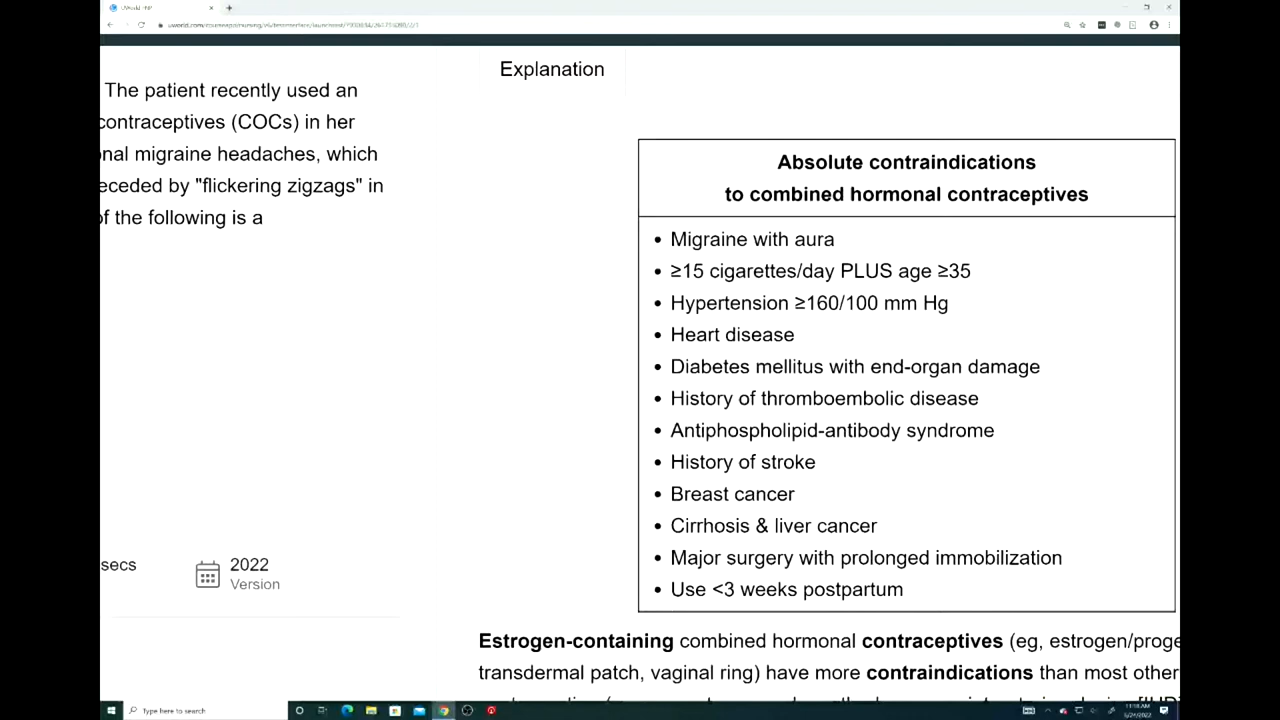 The patient recently used an
contraceptives (COCs) in her
nal migraine headaches, which
eceded by "flickering zigzags" in
of the following is a
secs
2022
Version
Explanation
Absolute contraindications
to combined hormonal contraceptives
• Migraine with aura
• ≥15 cigarettes/day PLUS age ≥35
• Hypertension ≥160/100 mm Hg
• Heart disease
• Diabetes mellitus with end-organ damage
• History of thromboembolic disease
• Antiphospholipid-antibody syndrome
• History of stroke
• Breast cancer
• Cirrhosis & liver cancer
• Major surgery with prolonged immobilization
• Use <3 weeks postpartum
Estrogen-containing combined hormonal contraceptives (eg, estrogen/proge
transdermal patch, vaginal ring) have more contraindications than most other
Type here to search